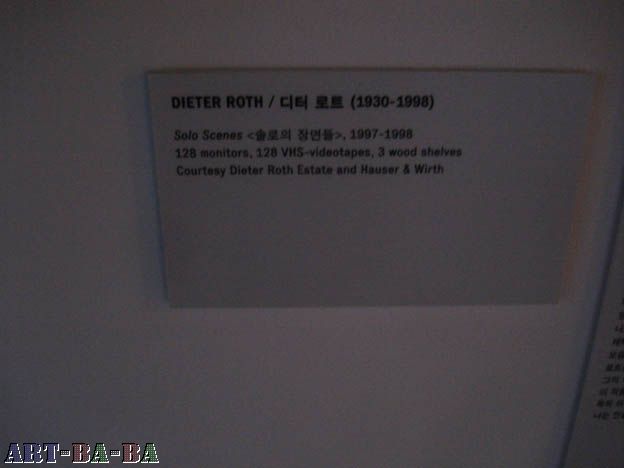 DIETER ROTH / 디터 로트 (1930-1998)
Solo Scenes <솔로의 장면들>, 1997-1998
128 monitors, 128 VHS-videotapes, 3 wood shelves
Courtesy Dieter Roth Estate and Hauser & Wirth
ART-BA-BA